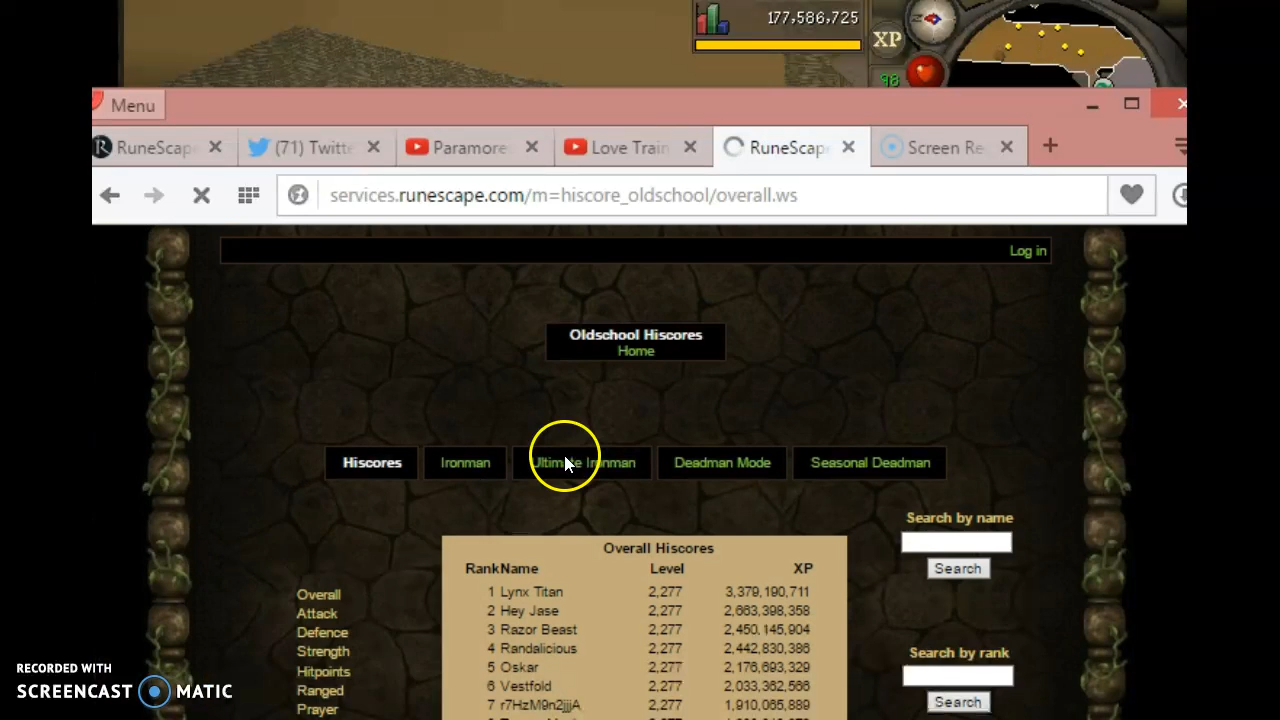 177,586,725
XP
98
Menu
RuneScape
(71) Twitte
Paramore
Love Train
RuneScap
Screen Re
services.runescape.com/m=hiscore_oldschool/overall.ws
Log in
Oldschool Hiscores
Home
Hiscores
Ironman
Ultimate Ironman
Deadman Mode
Seasonal Deadman
Search by name
Search
Search by rank
Search
Overall
Attack
Defence
Strength
Hitpoints
Ranged
Prayer
Overall Hiscores
Rank Name Level XP
1 Lynx Titan 2,277 3,379,190,711
2 Hey Jase 2,277 2,663,398,358
3 Razor Beast 2,277 2,450,145,904
4 Randalicious 2,277 2,442,830,386
5 Oskar 2,277 2,176,693,329
6 Vestfold 2,277 2,033,362,566
7 r7HzM9n2jjjA 2,277 1,910,065,889
RECORDED WITH
SCREENCAST MATIC